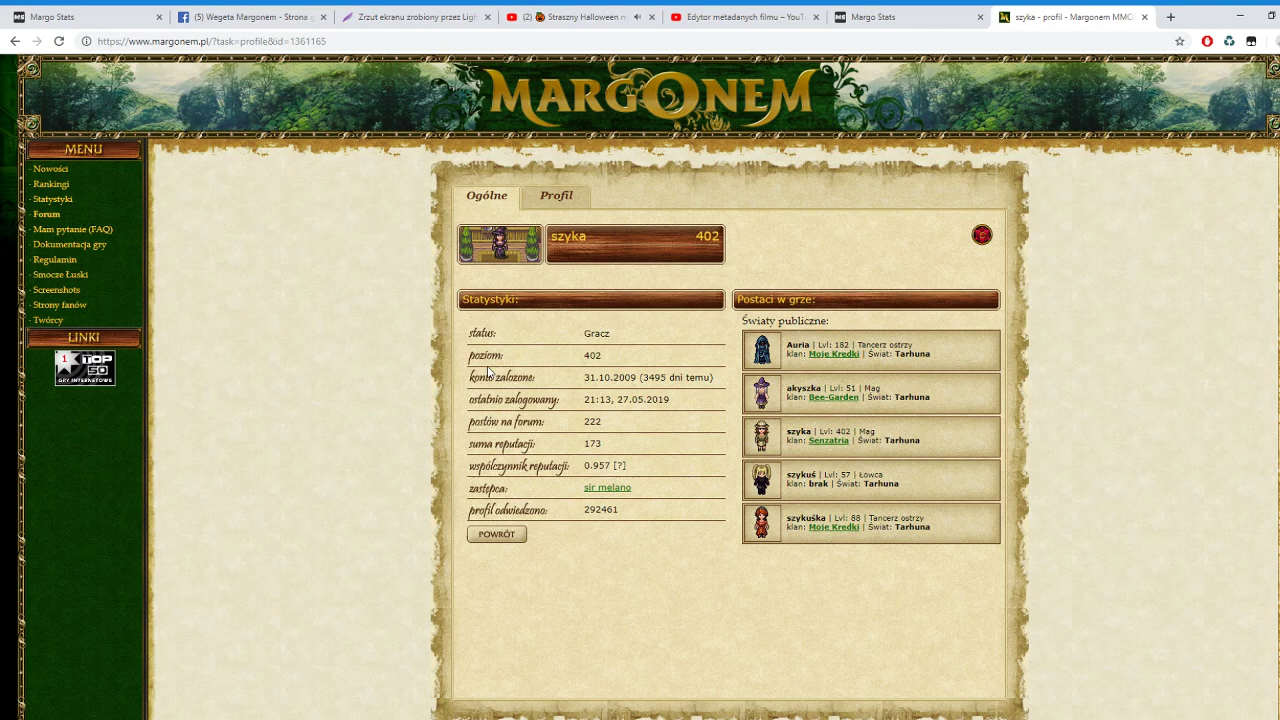 Margo Stats
(5) Wegeta Margonem - Strona g
Zrzut ekranu zrobiony przez Ligh
(2) 🎃 Straszny Halloween m
Edytor metadanych filmu – YouTu
Margo Stats
szyka - profil - Margonem MMO
https://www.margonem.pl/?task=profile&id=1361165
MARGONEM
MENU
· Nowości
· Rankingi
· Statystyki
· Forum
· Mam pytanie (FAQ)
· Dokumentacja gry
· Regulamin
· Smocze Łuski
· Screenshots
· Strony fanów
· Twórcy
LINKI
1 TOP 50
GRY INTERNETOWE
Ogólne
Profil
szyka 402
Statystyki:
status: Gracz
poziom: 402
konto założone: 31.10.2009 (3495 dni temu)
ostatnio zalogowany: 21:13, 27.05.2019
postów na forum: 222
suma reputacji: 173
współczynnik reputacji: 0.957 [?]
zastępca: sir melano
profil odwiedzono: 292461
POWRÓT
Postaci w grze:
Światy publiczne:
Auria | Lvl: 182 | Tancerz ostrzy
klan: Moje Kredki | Świat: Tarhuna
akyszka | Lvl: 51 | Mag
klan: Bee-Garden | Świat: Tarhuna
szyka | Lvl: 402 | Mag
klan: Senzatria | Świat: Tarhuna
szykuś | Lvl: 57 | Łowca
klan: brak | Świat: Tarhuna
szykuśka | Lvl: 88 | Tancerz ostrzy
klan: Moje Kredki | Świat: Tarhuna